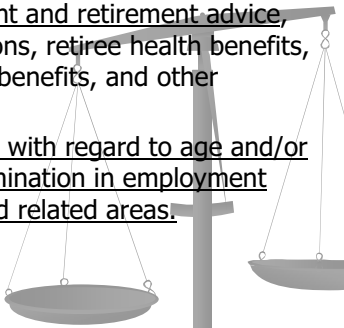 nt and retirement advice,
ons, retiree health benefits,
benefits, and other
with regard to age and/or
mination in employment
d related areas.